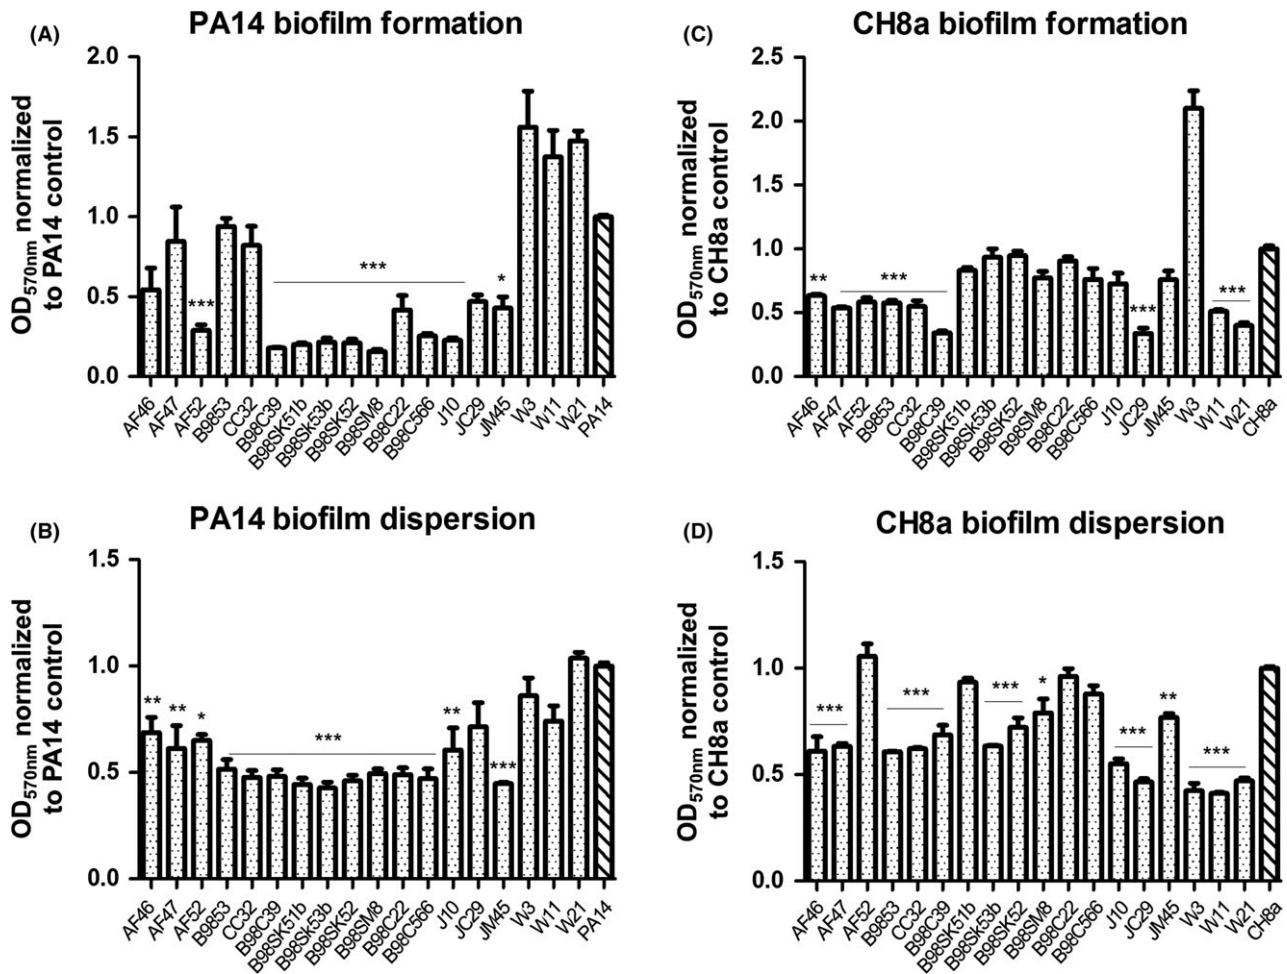 (A)
PA14 biofilm formation
OD570nm normalized
to PA14 control
2.0
1.5
1.0
0.5
0.0
***
***
*
AF46
AF47
AF52
B9853
CC32
B98C39
B98SK51b
B98Sk53b
B98SK52
B98SM8
B98C22
B98C566
J10
JC29
JM45
W3
W11
W21
PA14
(C)
CH8a biofilm formation
OD570nm normalized
to CH8a control
2.5
2.0
1.5
1.0
0.5
0.0
**
***
***
***
AF46
AF47
AF52
B9853
CC32
B98C39
B98SK51b
B98SK53b
B98SK52
B98SM8
B98C22
B98C566
J10
JC29
JM45
W3
W11
W21
CH8a
(B)
PA14 biofilm dispersion
OD570nm normalized
to PA14 control
1.5
1.0
0.5
0.0
**
**
*
***
**
***
AF46
AF47
AF52
B9853
CC32
B98C39
B98SK51b
B98Sk53b
B98SK52
B98SM8
B98C22
B98C566
J10
JC29
JM45
W3
W11
W21
PA14
(D)
CH8a biofilm dispersion
OD570nm normalized
to CH8a control
1.5
1.0
0.5
0.0
***
***
***
*
***
**
***
AF46
AF47
AF52
B9853
CC32
B98C39
B98SK51b
B98Sk53b
B98SK52
B98SM8
B98C22
B98C566
J10
JC29
JM45
W3
W11
W21
CH8a